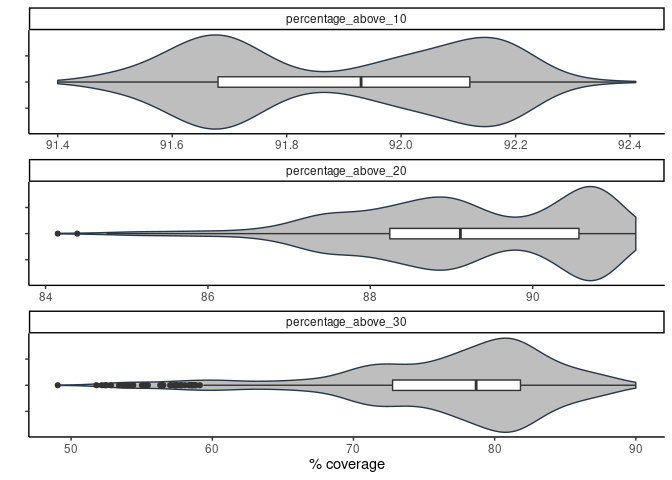 percentage_above_10
91.4 91.6 91.8 92.0 92.2 92.4
percentage_above_20
84 86 88 90
percentage_above_30
50 60 70 80 90
% coverage